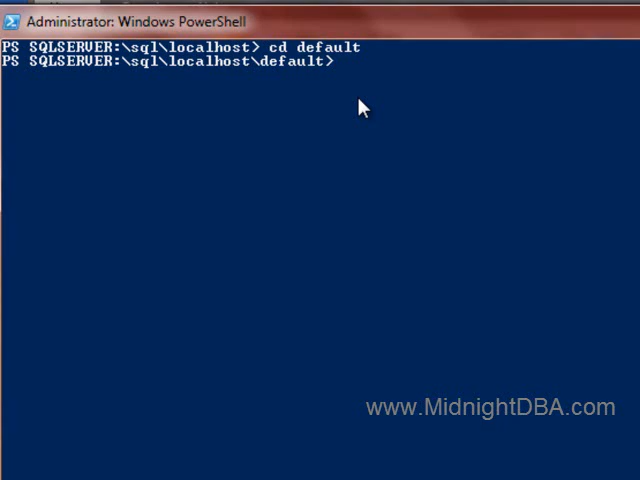 Administrator: Windows PowerShell
PS SQLSERVER:\sql\localhost> cd default
PS SQLSERVER:\sql\localhost\default>
www.MidnightDBA.com